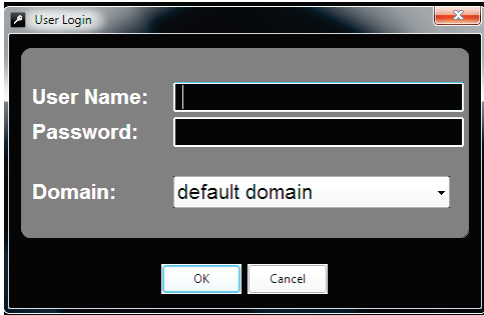 User Login
User Name:
Password:
Domain: default domain
OK Cancel